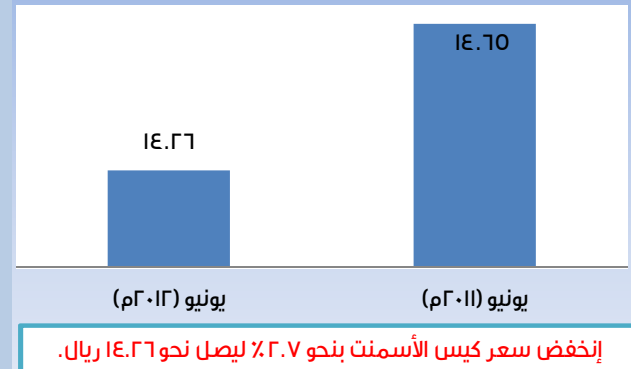 ١٤.٦٥
١٤.٢٦
يونيو (٢٠١١م)
يونيو (٢٠١٢م)
إنخفض سعر كيس الأسمنت بنحو ٢.٧٪ ليصل نحو ١٤.٢٦ ريال.